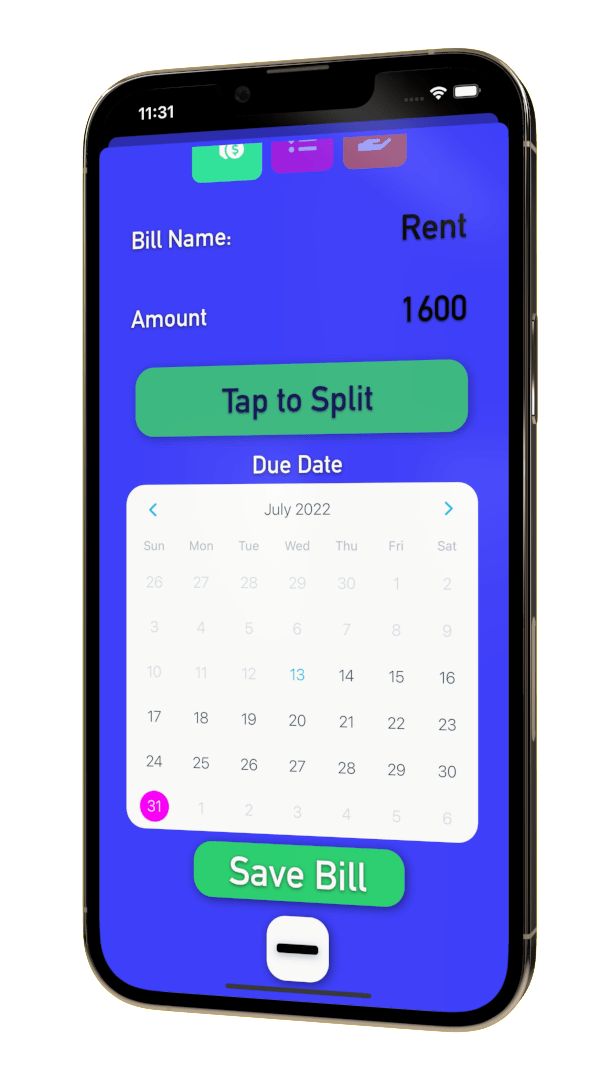 11:31
Bill Name: Rent
Amount 1600
Tap to Split
Due Date
July 2022
Sun Mon Tue Wed Thu Fri Sat
26 27 28 29 30 1 2
3 4 5 6 7 8 9
10 11 12 13 14 15 16
17 18 19 20 21 22 23
24 25 26 27 28 29 30
31 1 2 3 4 5 6
Save Bill